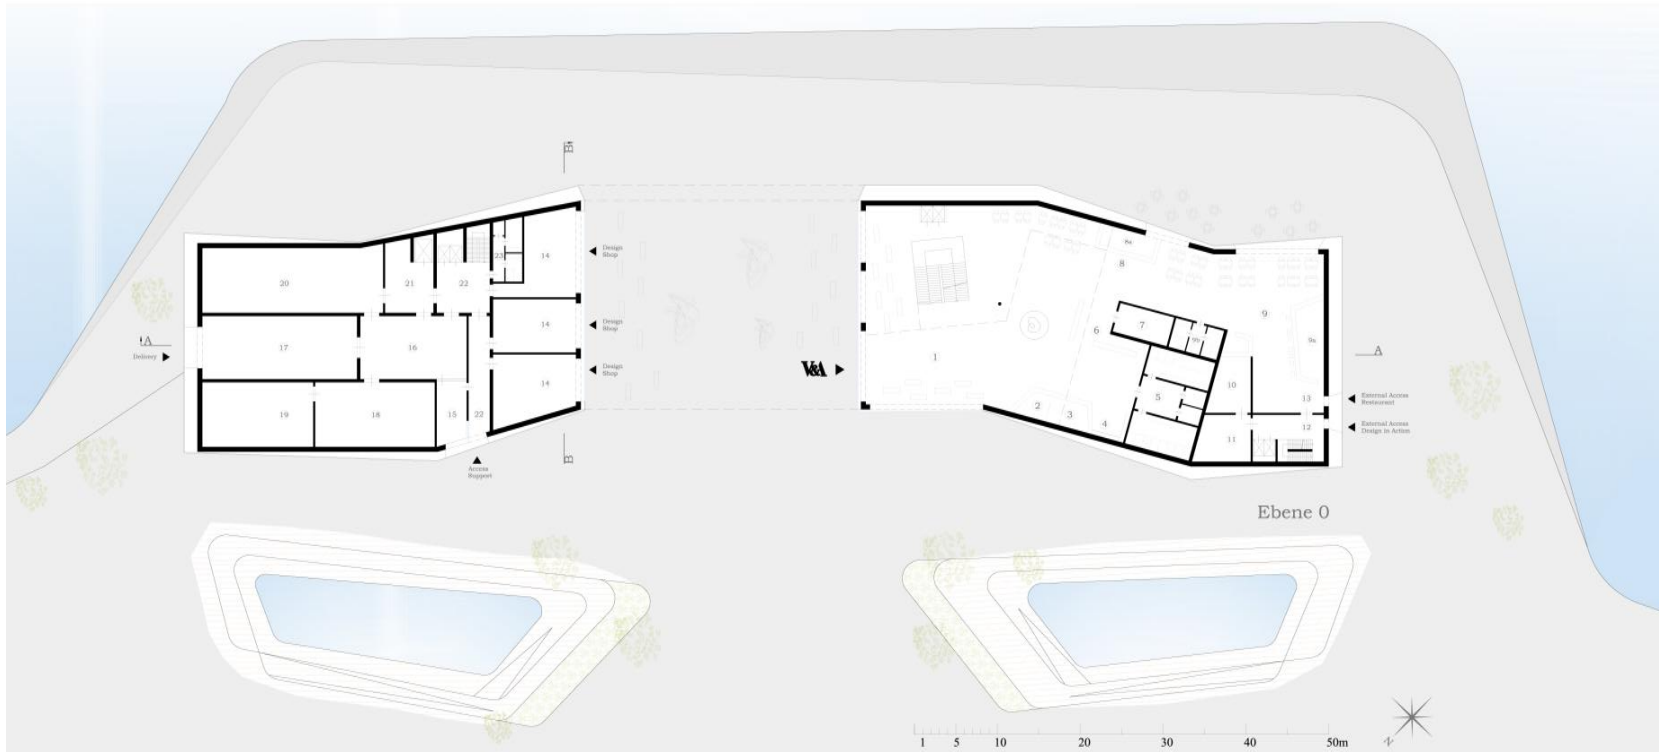 B
20
21
22
23
14
Design
Shop
14
Design
Shop
14
Design
Shop
A
Delivery
17
16
19
18
15
22
Access
Support
B
V&A
1
2
3
4
5
6
7
8
9
10
11
12
13
A
External Access
Restaurant
External Access
Design in Action
Ebene 0
1 5 10 20 30 40 50m
N